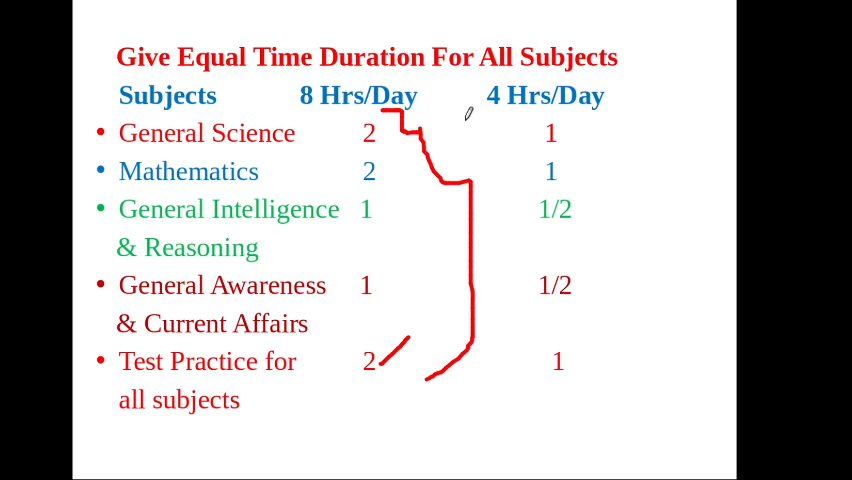 Give Equal Time Duration For All Subjects
Subjects 8 Hrs/Day 4 Hrs/Day
• General Science 2 1
• Mathematics 2 1
• General Intelligence 1 1/2
& Reasoning
• General Awareness 1 1/2
& Current Affairs
• Test Practice for 2 1
all subjects